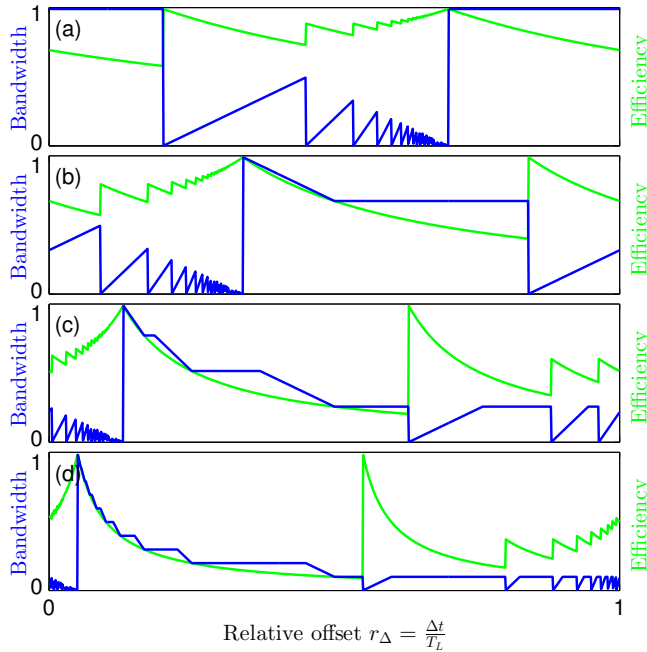 1
(a)
Bandwidth
Efficiency
0
1
(b)
Bandwidth
Efficiency
0
1
(c)
Bandwidth
Efficiency
0
1
(d)
Bandwidth
Efficiency
0
0 1
Relative offset r_Δ = Δt/T_L